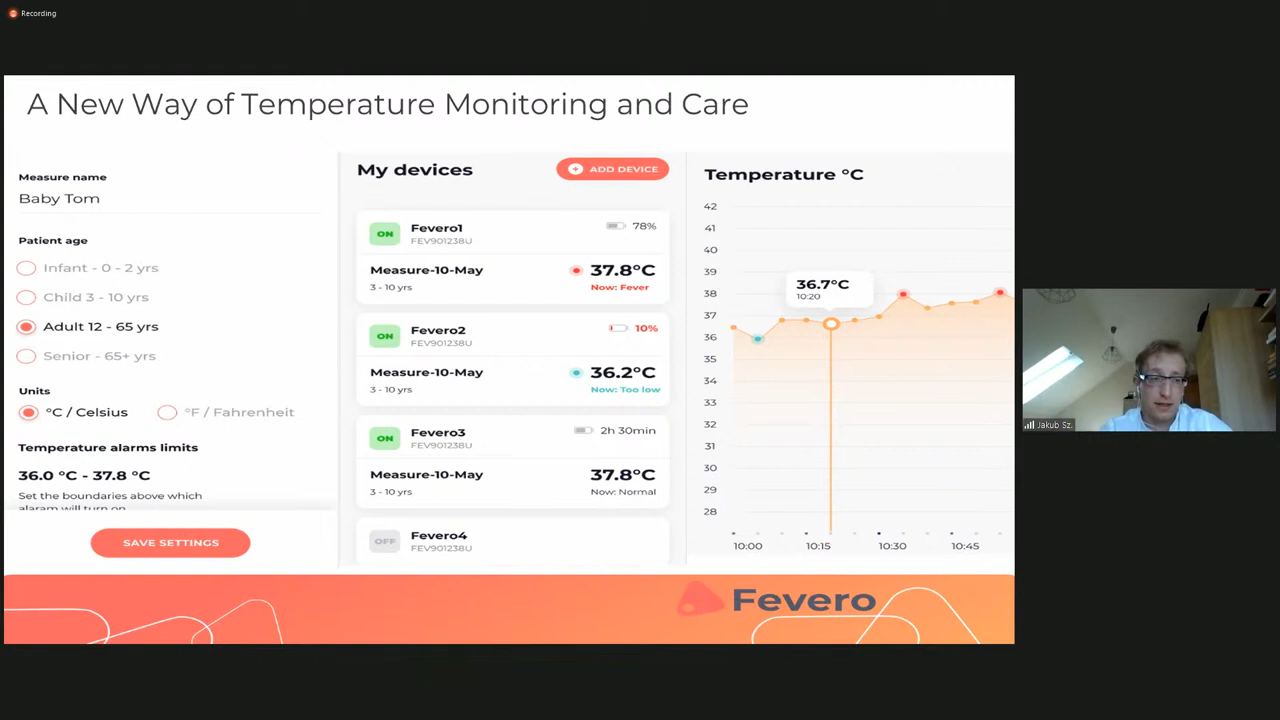 Recording
A New Way of Temperature Monitoring and Care
Measure name
Baby Tom
Patient age
Infant - 0 - 2 yrs
Child 3 - 10 yrs
Adult 12 - 65 yrs
Senior - 65+ yrs
Units
°C / Celsius
°F / Fahrenheit
Temperature alarms limits
36.0 °C - 37.8 °C
Set the boundaries above which
alaram will turn on
SAVE SETTINGS
My devices
ADD DEVICE
ON
Fevero1
78%
FEV901238U
Measure-10-May
37.8°C
3 - 10 yrs
Now: Fever
ON
Fevero2
10%
FEV901238U
Measure-10-May
36.2°C
3 - 10 yrs
Now: Too low
ON
Fevero3
2h 30min
FEV901238U
Measure-10-May
37.8°C
3 - 10 yrs
Now: Normal
OFF
Fevero4
FEV901238U
Temperature °C
42
41
40
39
38
37
36
35
34
33
32
31
30
29
28
36.7°C
10:20
10:00
10:15
10:30
10:45
Fevero
Jakub Sz.